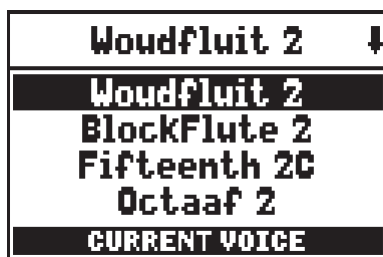 Woudfluit 2
Woudfluit 2
BlockFlute 2
Fifteenth 2C
Octaaf 2
CURRENT VOICE